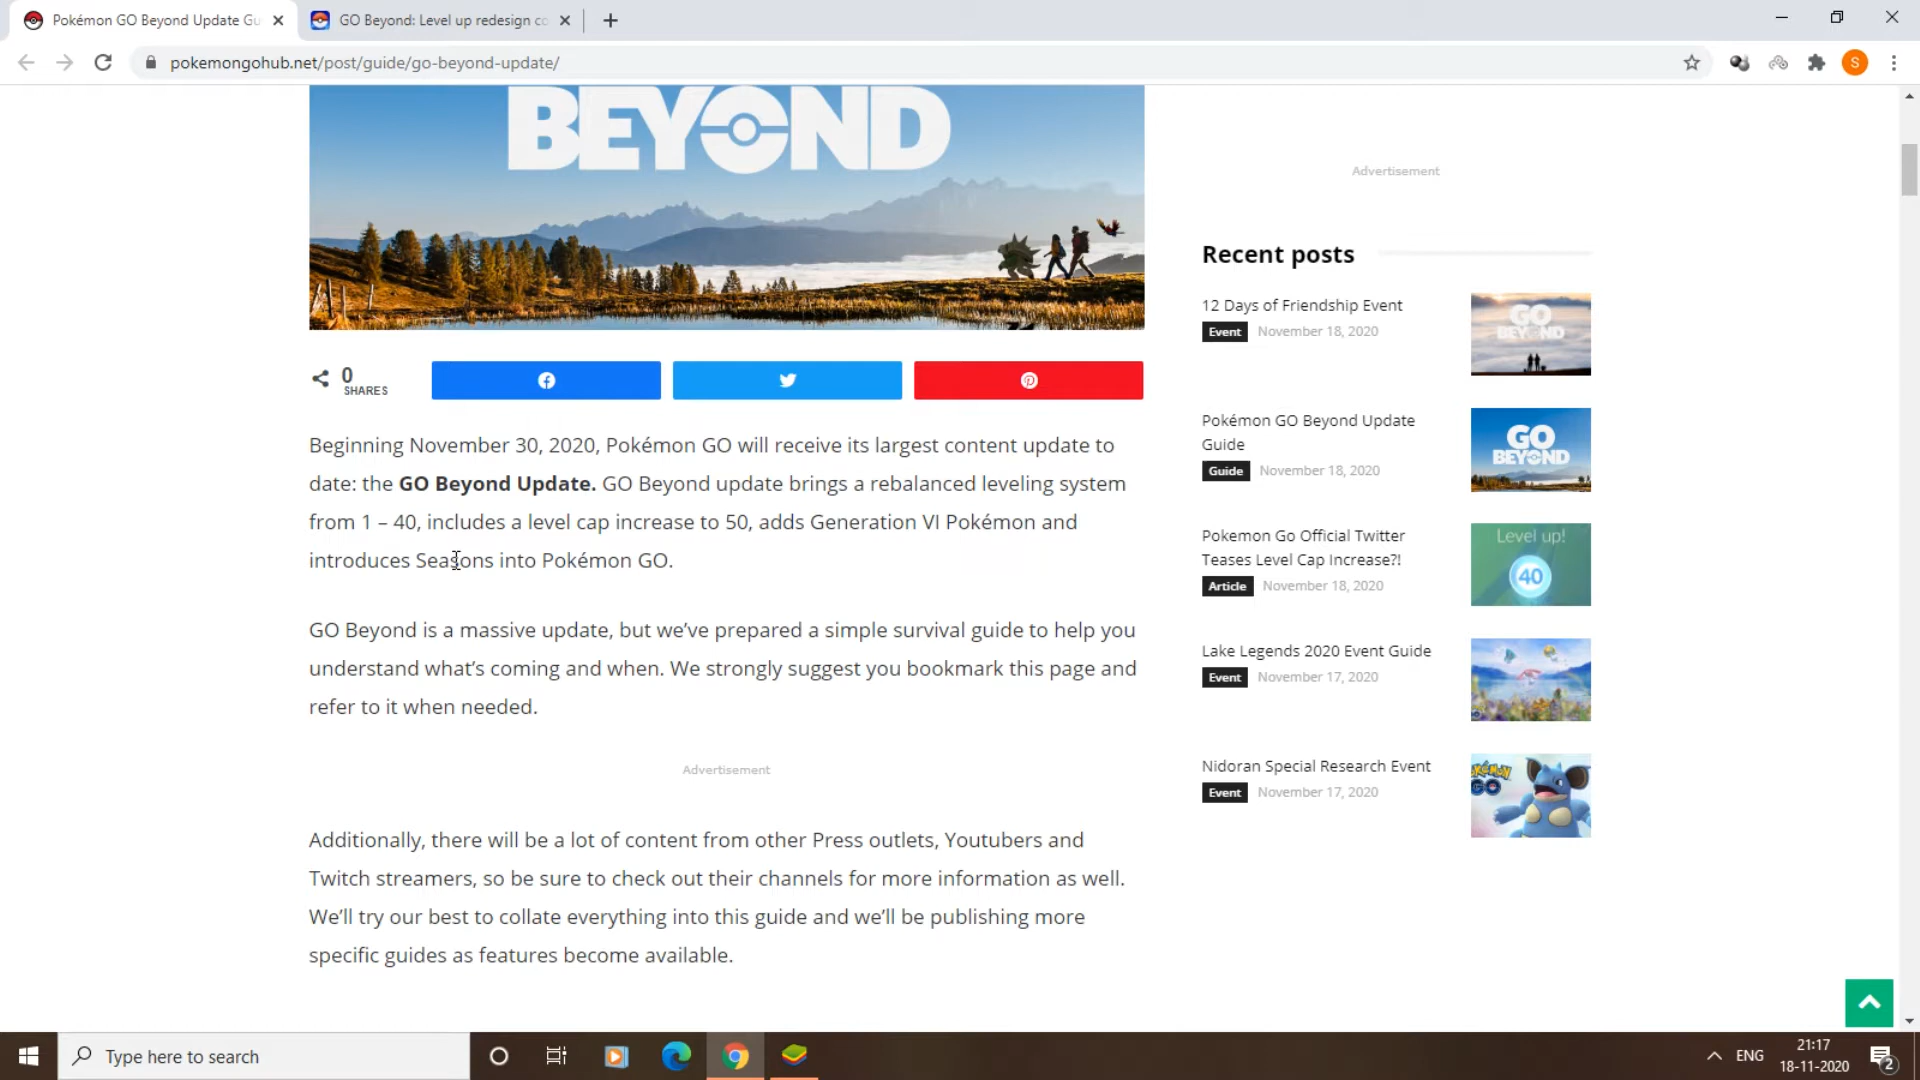 Pokémon GO Beyond Update Gu
GO Beyond: Level up redesign co
pokemongohub.net/post/guide/go-beyond-update/
S
BEYOND
Advertisement
Recent posts
12 Days of Friendship Event
Event November 18, 2020
GO BEYOND
0
SHARES
Pokémon GO Beyond Update
Guide
Guide November 18, 2020
GO
BEYOND
Beginning November 30, 2020, Pokémon GO will receive its largest content update to
date: the GO Beyond Update. GO Beyond update brings a rebalanced leveling system
from 1 – 40, includes a level cap increase to 50, adds Generation VI Pokémon and
introduces Seasons into Pokémon GO.
Pokemon Go Official Twitter
Teases Level Cap Increase?!
Article November 18, 2020
Level up!
40
GO Beyond is a massive update, but we've prepared a simple survival guide to help you
understand what's coming and when. We strongly suggest you bookmark this page and
refer to it when needed.
Lake Legends 2020 Event Guide
Event November 17, 2020
Advertisement
Nidoran Special Research Event
Event November 17, 2020
POKÉMON
GO
Additionally, there will be a lot of content from other Press outlets, Youtubers and
Twitch streamers, so be sure to check out their channels for more information as well.
We'll try our best to collate everything into this guide and we'll be publishing more
specific guides as features become available.
Type here to search
ENG
21:17
18-11-2020
2